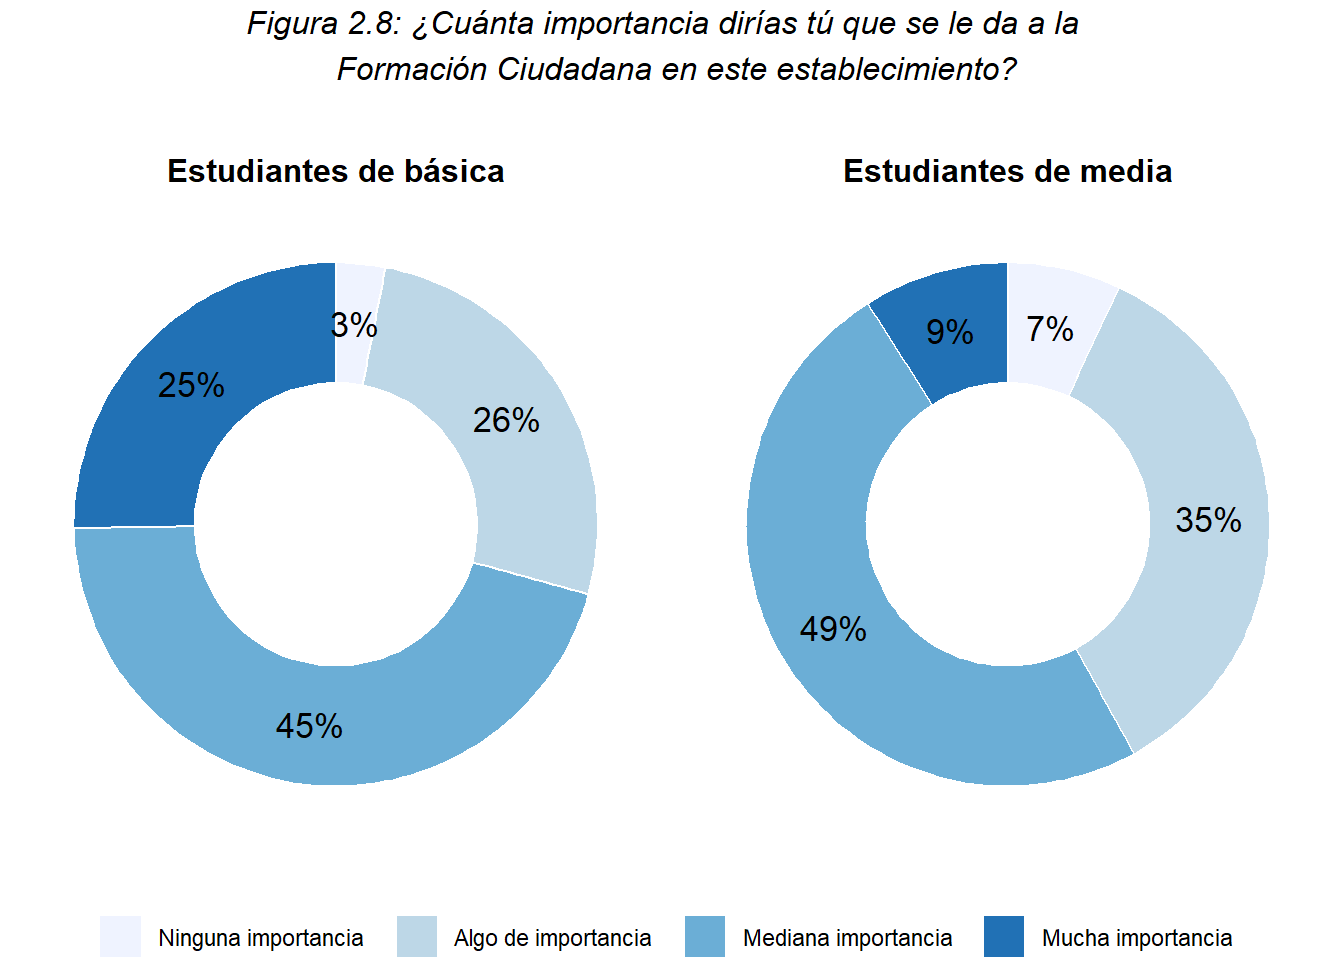 Figura 2.8: ¿Cuánta importancia dirías tú que se le da a la
Formación Ciudadana en este establecimiento?
Estudiantes de básica
3%
26%
45%
25%
Estudiantes de media
7%
35%
49%
9%
Ninguna importancia
Algo de importancia
Mediana importancia
Mucha importancia